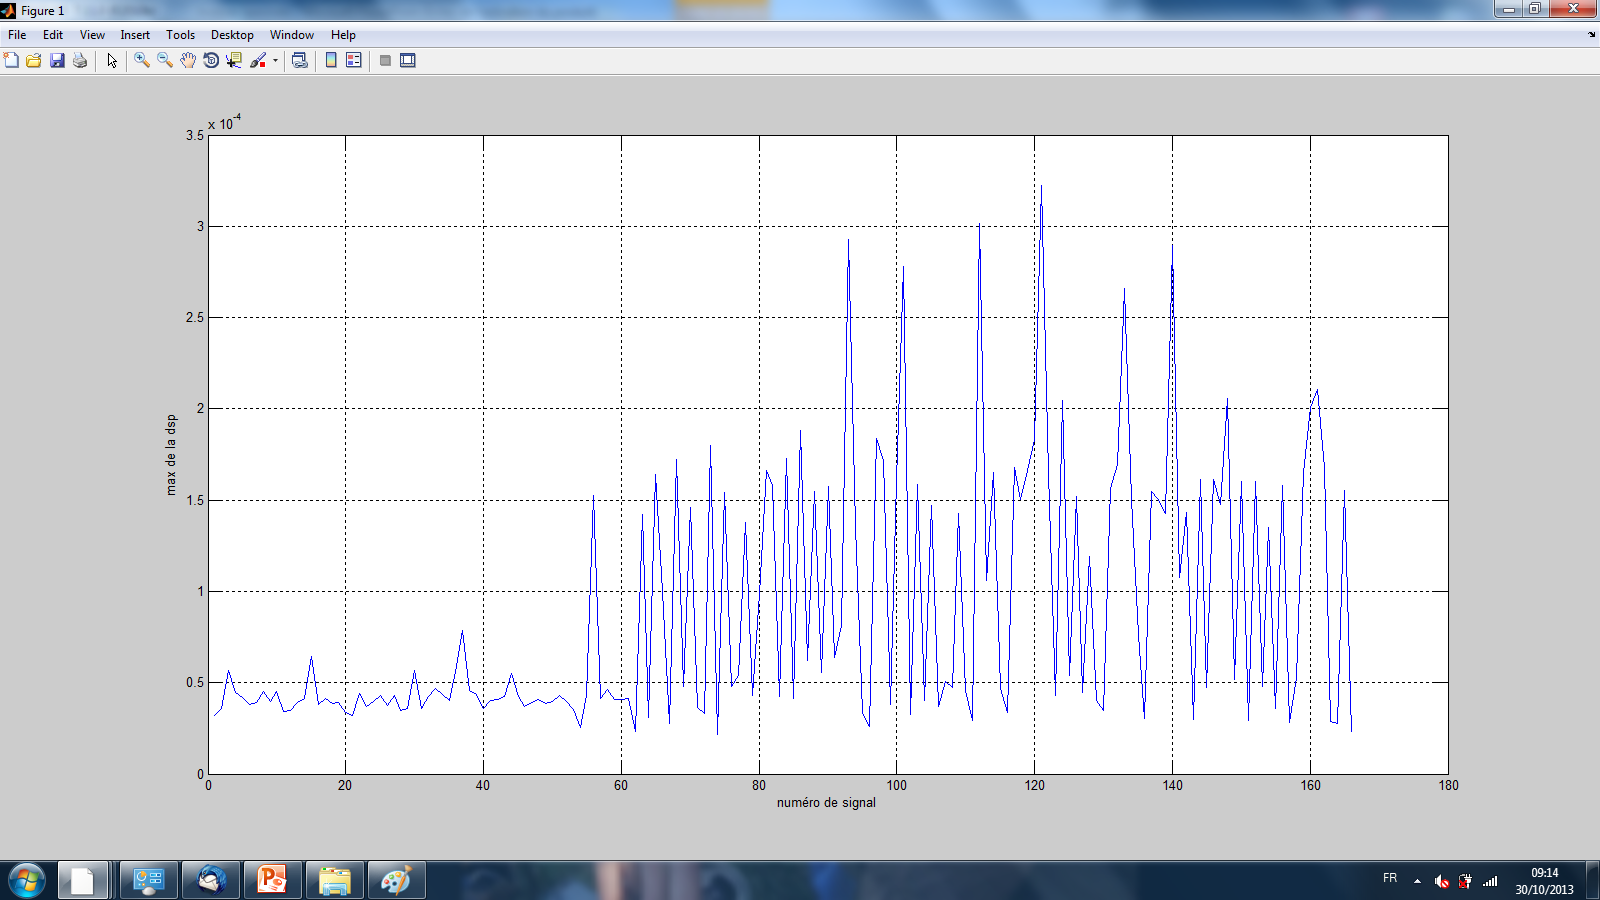 Figure 1
File Edit View Insert Tools Desktop Window Help
x 10-4
3.5
3
2.5
2
1.5
1
0.5
0
max de la dsp
0 20 40 60 80 100 120 140 160 180
numéro de signal
FR
09:14
30/10/2013